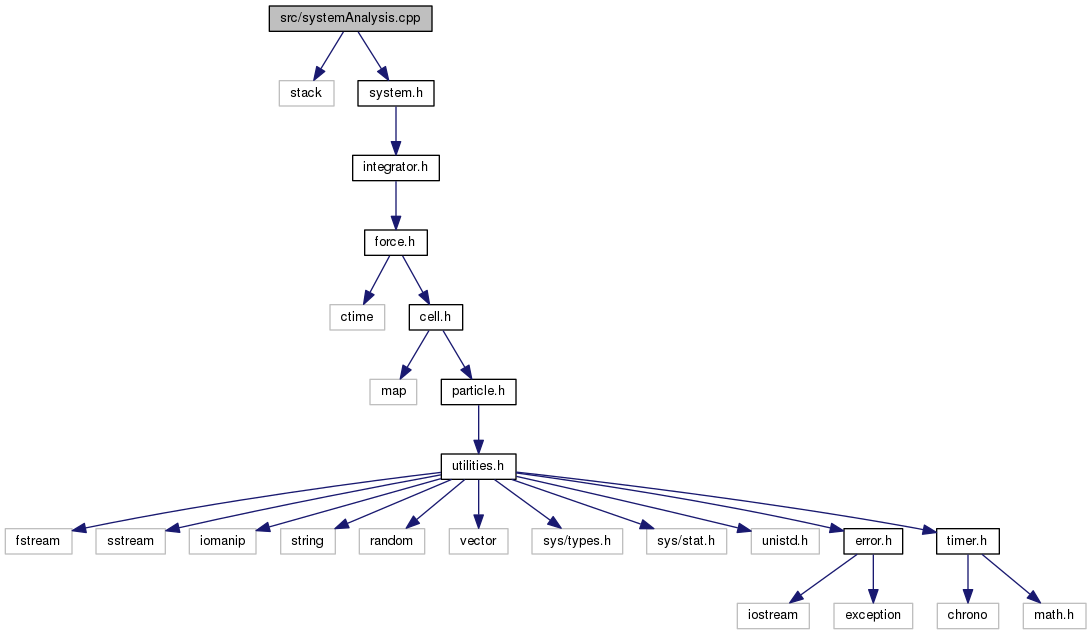 src/systemAnalysis.cpp
stack
system.h
integrator.h
force.h
ctime
cell.h
map
particle.h
utilities.h
fstream
sstream
iomanip
string
random
vector
sys/types.h
sys/stat.h
unistd.h
error.h
timer.h
iostream
exception
chrono
math.h